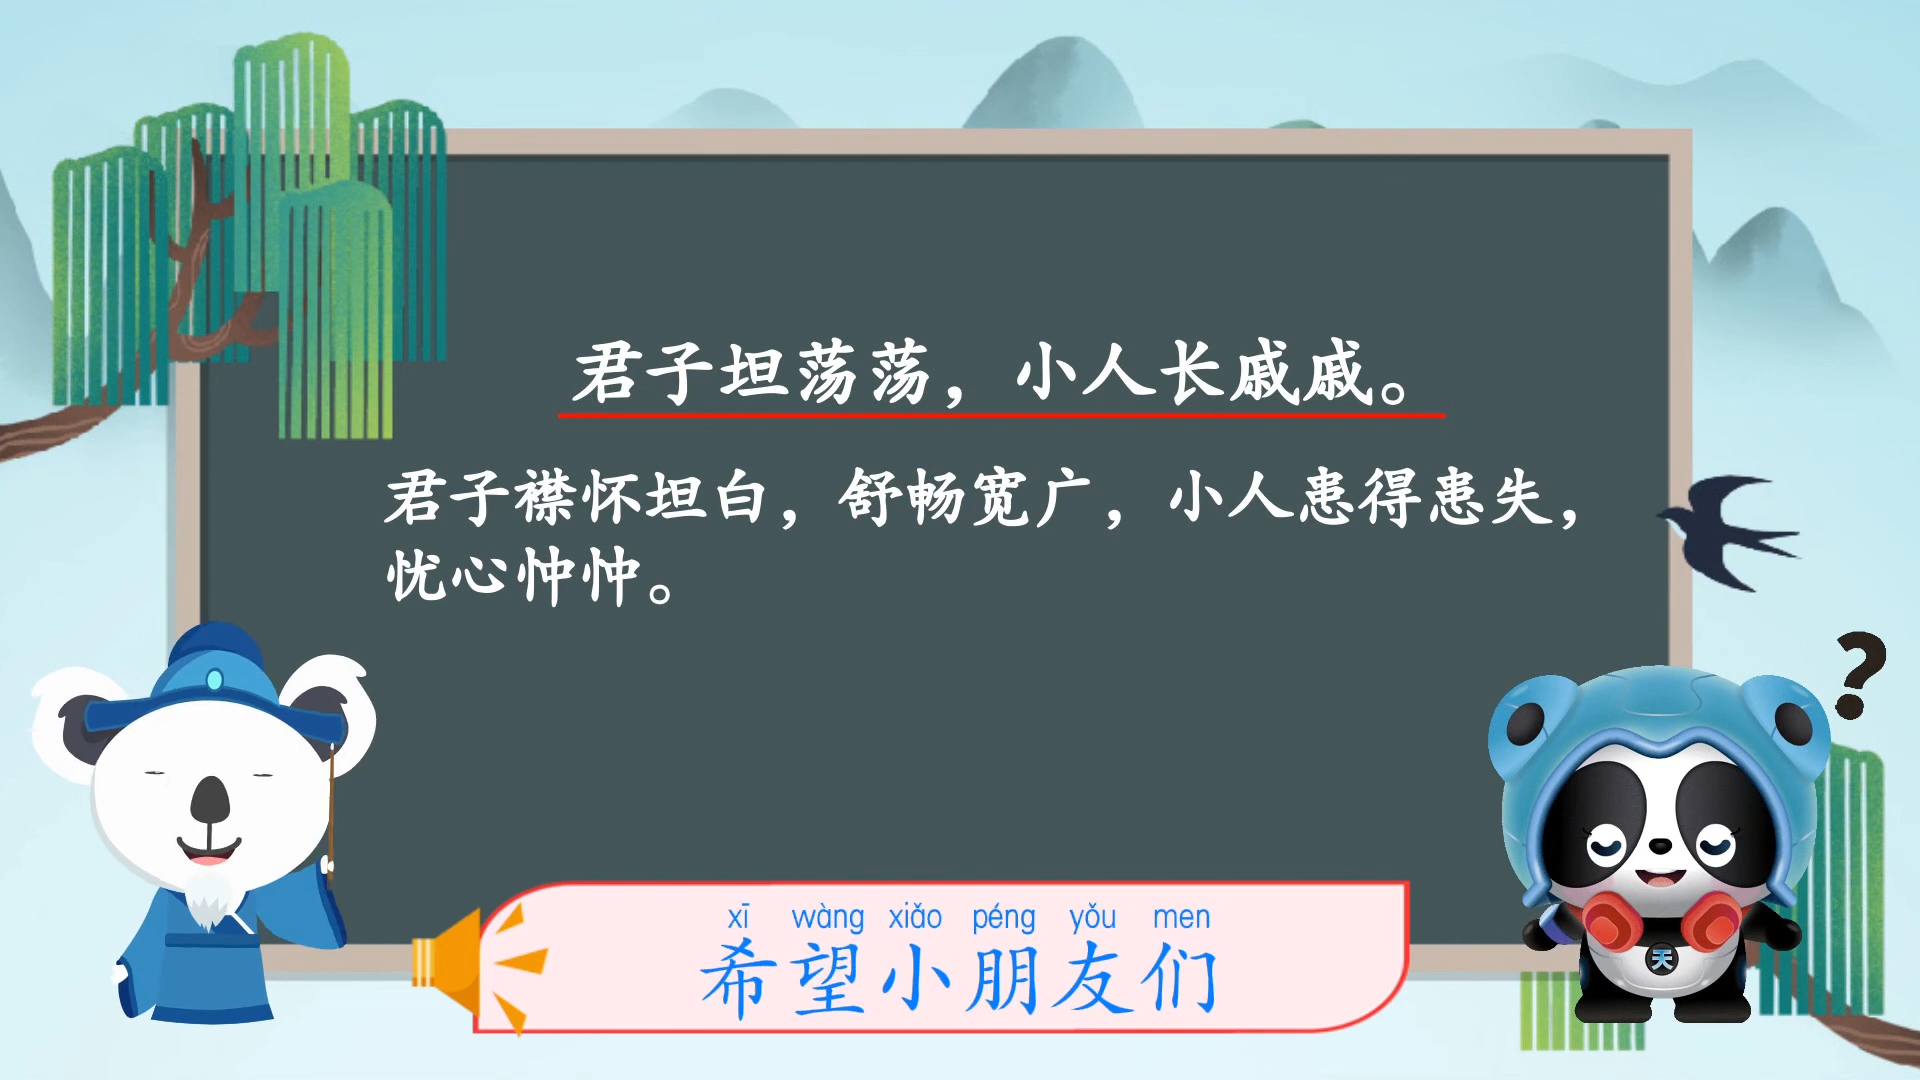 君子坦荡荡，小人长戚戚。
君子襟怀坦白，舒畅宽广，小人患得患失，
忧心忡忡。
?
天
xī wàng xiǎo péng yǒu men
希望小朋友们